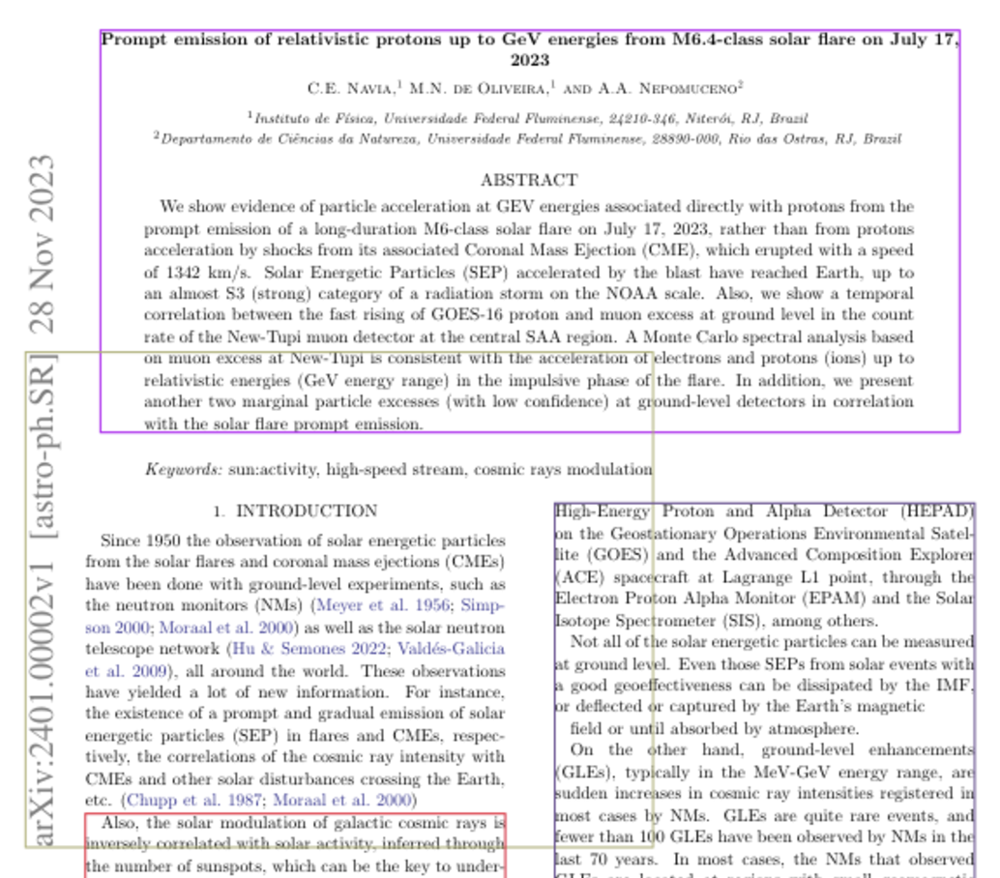 Prompt emission of relativistic protons up to GeV energies from M6.4-class solar flare on July 17,
2023
C.E. Navia,1 M.N. de Oliveira,1 and A.A. Nepomuceno2
1Instituto de Física, Universidade Federal Fluminense, 24210-346, Niterói, RJ, Brazil
2Departamento de Ciências da Natureza, Universidade Federal Fluminense, 28890-000, Rio das Ostras, RJ, Brazil
ABSTRACT
We show evidence of particle acceleration at GEV energies associated directly with protons from the
prompt emission of a long-duration M6-class solar flare on July 17, 2023, rather than from protons
acceleration by shocks from its associated Coronal Mass Ejection (CME), which erupted with a speed
of 1342 km/s. Solar Energetic Particles (SEP) accelerated by the blast have reached Earth, up to
an almost S3 (strong) category of a radiation storm on the NOAA scale. Also, we show a temporal
correlation between the fast rising of GOES-16 proton and muon excess at ground level in the count
rate of the New-Tupi muon detector at the central SAA region. A Monte Carlo spectral analysis based
on muon excess at New-Tupi is consistent with the acceleration of electrons and protons (ions) up to
relativistic energies (GeV energy range) in the impulsive phase of the flare. In addition, we present
another two marginal particle excesses (with low confidence) at ground-level detectors in correlation
with the solar flare prompt emission.
Keywords: sun:activity, high-speed stream, cosmic rays modulation
arXiv:2401.00002v1 [astro-ph.SR] 28 Nov 2023
1. INTRODUCTION
Since 1950 the observation of solar energetic particles
from the solar flares and coronal mass ejections (CMEs)
have been done with ground-level experiments, such as
the neutron monitors (NMs) (Meyer et al. 1956; Simp-
son 2000; Moraal et al. 2000) as well as the solar neutron
telescope network (Hu & Semones 2022; Valdés-Galicia
et al. 2009), all around the world. These observations
have yielded a lot of new information. For instance,
the existence of a prompt and gradual emission of solar
energetic particles (SEP) in flares and CMEs, respec-
tively, the correlations of the cosmic ray intensity with
CMEs and other solar disturbances crossing the Earth,
etc. (Chupp et al. 1987; Moraal et al. 2000)
Also, the solar modulation of galactic cosmic rays is
inversely correlated with solar activity, inferred through
the number of sunspots, which can be the key to under-
High-Energy Proton and Alpha Detector (HEPAD)
on the Geostationary Operations Environmental Satel-
lite (GOES) and the Advanced Composition Explorer
(ACE) spacecraft at Lagrange L1 point, through the
Electron Proton Alpha Monitor (EPAM) and the Solar
Isotope Spectrometer (SIS), among others.
Not all of the solar energetic particles can be measured
at ground level. Even those SEPs from solar events with
a good geoeffectiveness can be dissipated by the IMF,
or deflected or captured by the Earth's magnetic
field or until absorbed by atmosphere.
On the other hand, ground-level enhancements
(GLEs), typically in the MeV-GeV energy range, are
sudden increases in cosmic ray intensities registered in
most cases by NMs. GLEs are quite rare events, and
fewer than 100 GLEs have been observed by NMs in the
last 70 years. In most cases, the NMs that observed